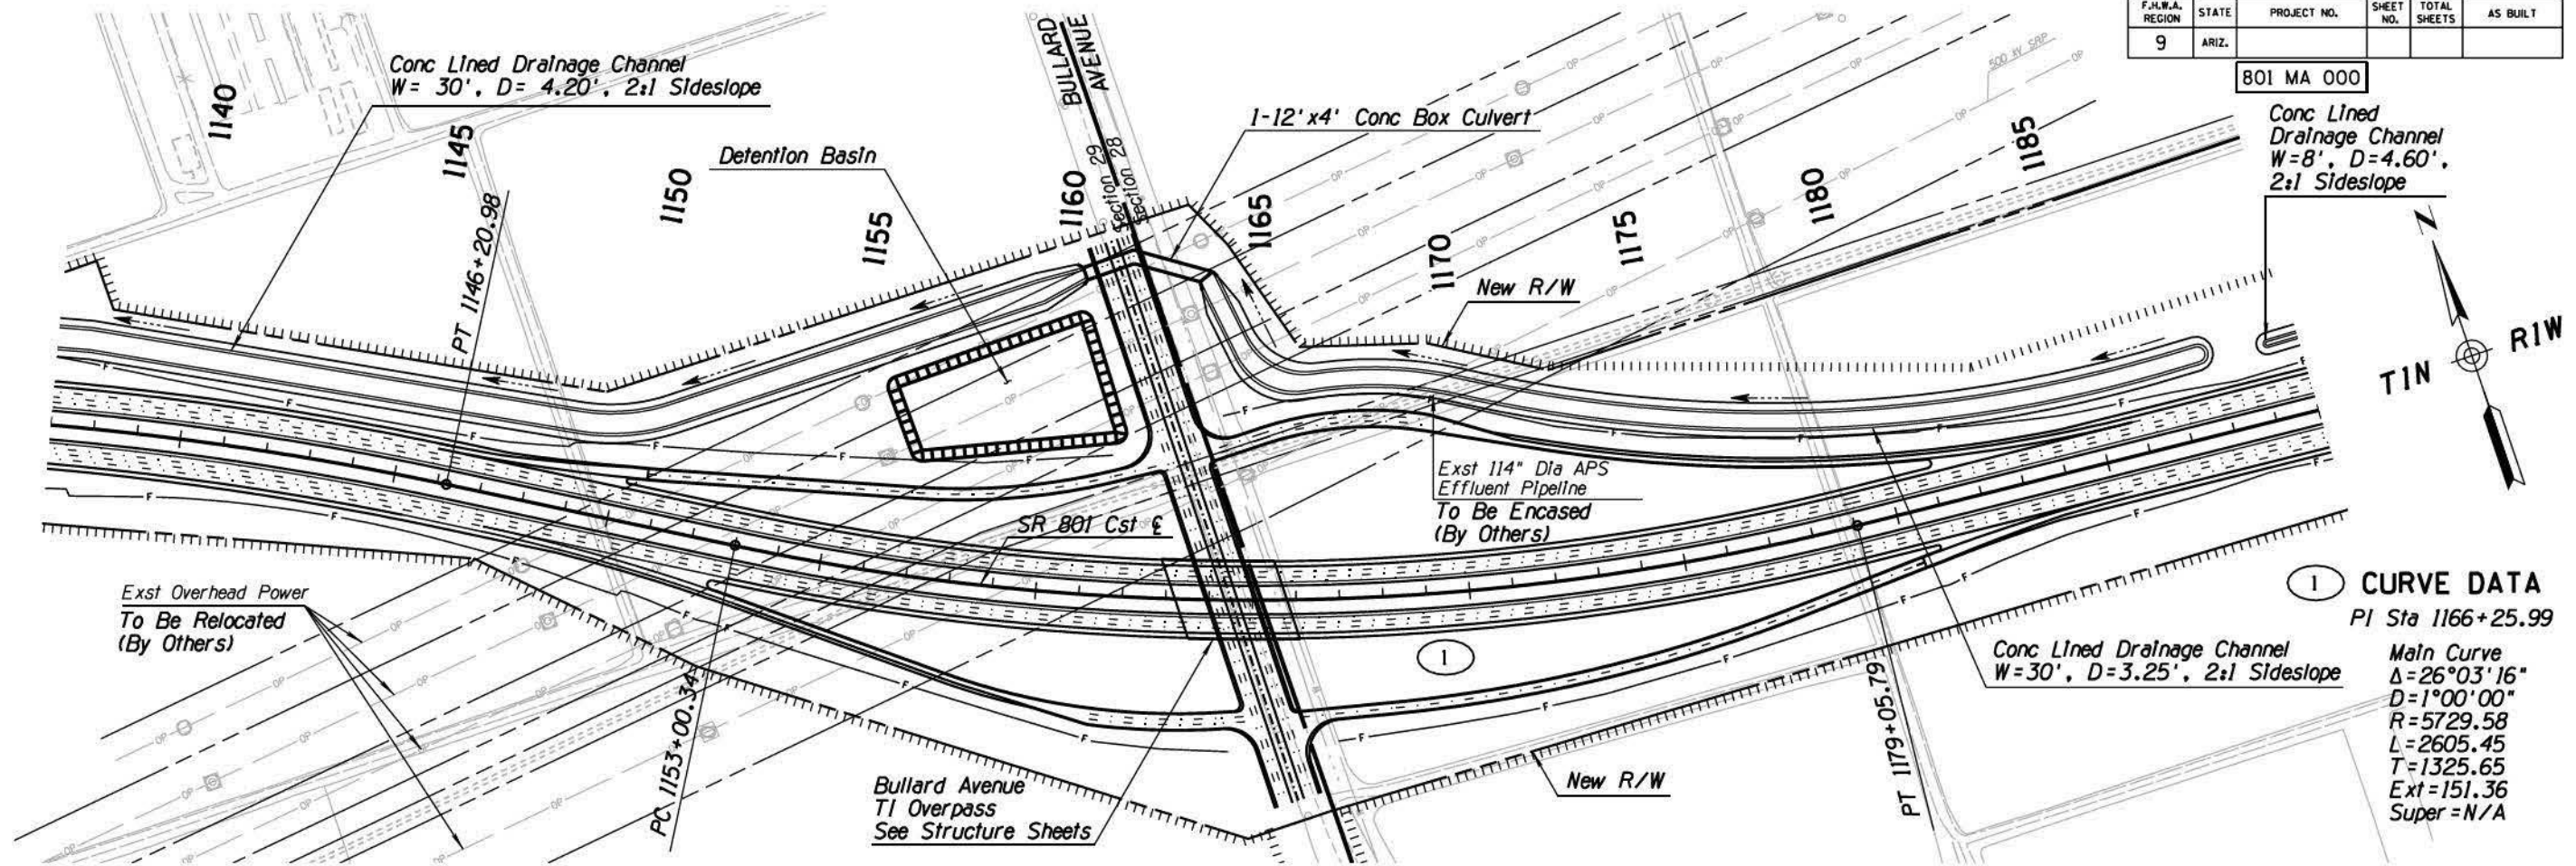 F.H.W.A. REGION
STATE
PROJECT NO.
SHEET NO.
TOTAL SHEETS
AS BUILT
9
ARIZ.
801 MA 000
Conc Lined Drainage Channel
W= 30', D= 4.20', 2:1 Sideslope
BULLARD
AVENUE
500 kV SRP
1-12'x4' Conc Box Culvert
Conc Lined
Drainage Channel
W=8', D=4.60',
2:1 Sideslope
Detention Basin
Section 29
Section 28
1140
1145
1150
1155
1160
1165
1170
1175
1180
1185
PT 1146+20.98
New R/W
N
T1N
R1W
SR 801 Cst ℄
Exst 114" Dia APS
Effluent Pipeline
To Be Encased
(By Others)
Exst Overhead Power
To Be Relocated
(By Others)
1
1 CURVE DATA
PI Sta 1166+25.99
Main Curve
Δ=26°03'16"
D=1°00'00"
R=5729.58
L=2605.45
T=1325.65
Ext=151.36
Super=N/A
Conc Lined Drainage Channel
W=30', D=3.25', 2:1 Sideslope
PC 1153+00.34
PT 1179+05.79
Bullard Avenue
TI Overpass
See Structure Sheets
New R/W